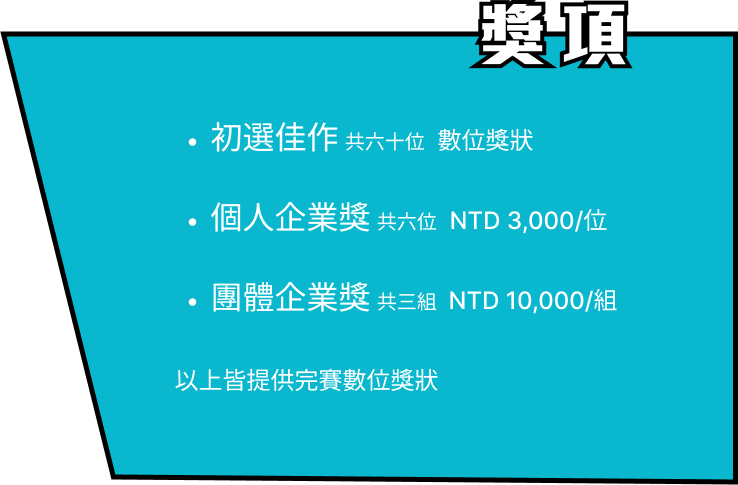 獎項
• 初選佳作 共六十位 數位獎狀
• 個人企業獎 共六位 NTD 3,000/位
• 團體企業獎 共三組 NTD 10,000/組
以上皆提供完賽數位獎狀